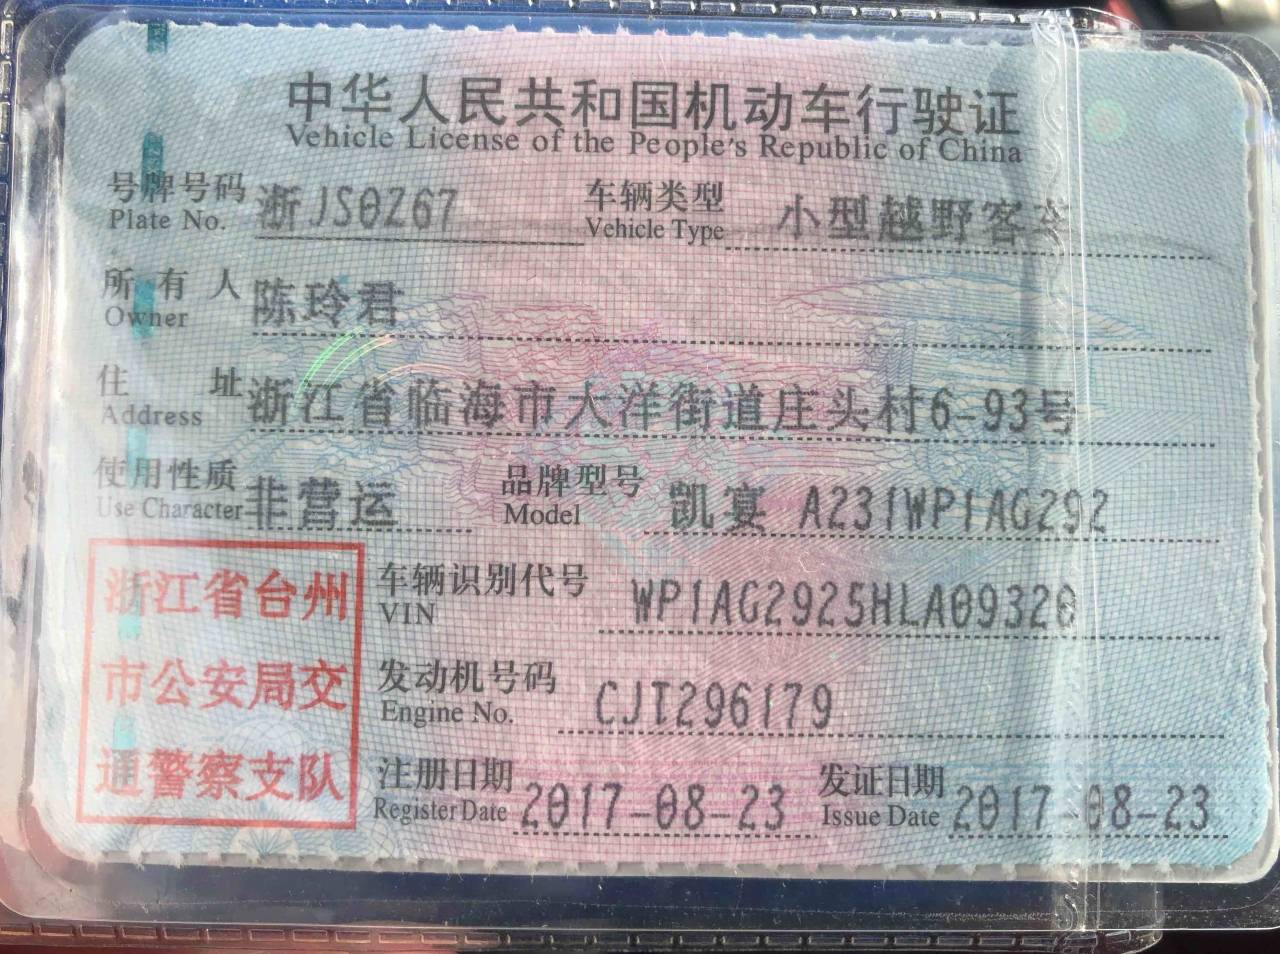 中华人民共和国机动车行驶证
Vehicle License of the People's Republic of China
号牌号码 浙JS0Z67 车辆类型 小型越野客车
Plate No. Vehicle Type
所有人 陈玲君
Owner
住址 浙江省临海市大洋街道庄头村6-93号
Address
使用性质 非营运 品牌型号 凯宴 A231WP1AG292
Use Character Model
浙江省台州
市公安局交
通警察支队
车辆识别代号 WP1AG2925HLA09320
VIN
发动机号码 CJT296179
Engine No.
注册日期 2017-08-23 发证日期 2017-08-23
Register Date Issue Date